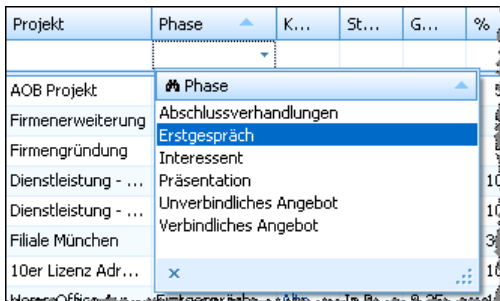 Projekt Phase K... St... G... %
Phase
AOB Projekt
Abschlussverhandlungen
Firmenerweiterung
Erstgespräch
Firmengründung
Interessent
Dienstleistung - ...
Präsentation
Dienstleistung - ...
Unverbindliches Angebot
Verbindliches Angebot
Filiale München
10er Lizenz Adr...